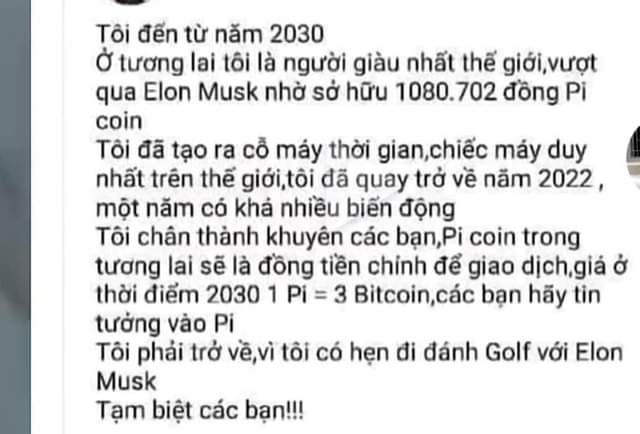 Tôi đến từ năm 2030
Ở tương lai tôi là người giàu nhất thế giới,vượt
qua Elon Musk nhờ sở hữu 1080.702 đồng Pi
coin
Tôi đã tạo ra cỗ máy thời gian,chiếc máy duy
nhất trên thế giới,tôi đã quay trở về năm 2022 ,
một năm có khá nhiều biến động
Tôi chân thành khuyên các bạn,Pi coin trong
tương lai sẽ là đồng tiền chính để giao dịch,giá ở
thời điểm 2030 1 Pi = 3 Bitcoin,các bạn hãy tin
tưởng vào Pi
Tôi phải trở về,vì tôi có hẹn đi đánh Golf với Elon
Musk
Tạm biệt các bạn!!!